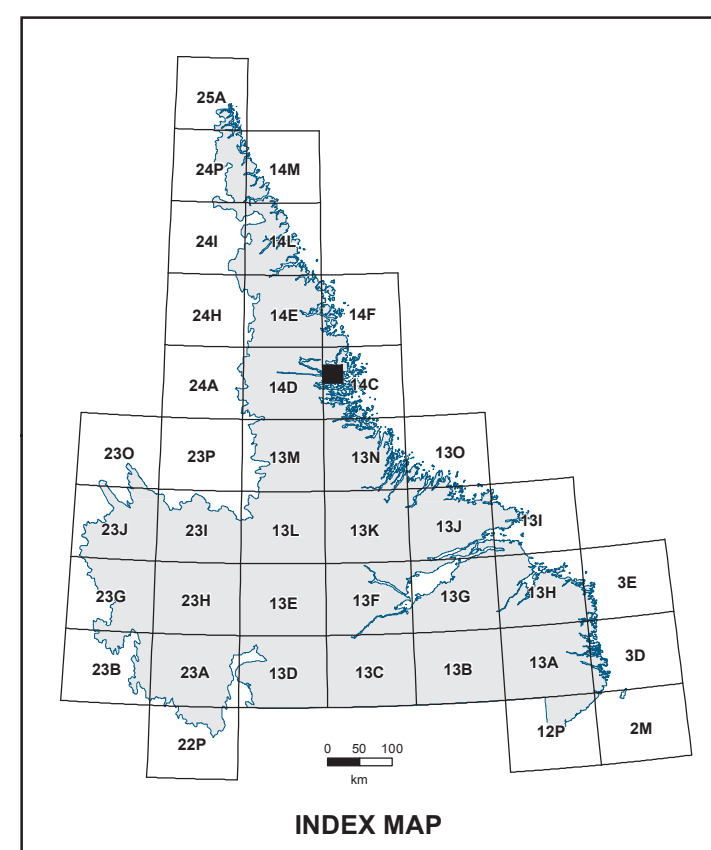 25A
24P 14M
24I 14L
24H 14E 14F
24A 14D 14C
23O 23P 13M 13N 13O
23J 23I 13L 13K 13J 13I
23G 23H 13E 13F 13G 13H 3E
23B 23A 13D 13C 13B 13A 3D
22P 12P 2M
0 50 100
km
INDEX MAP